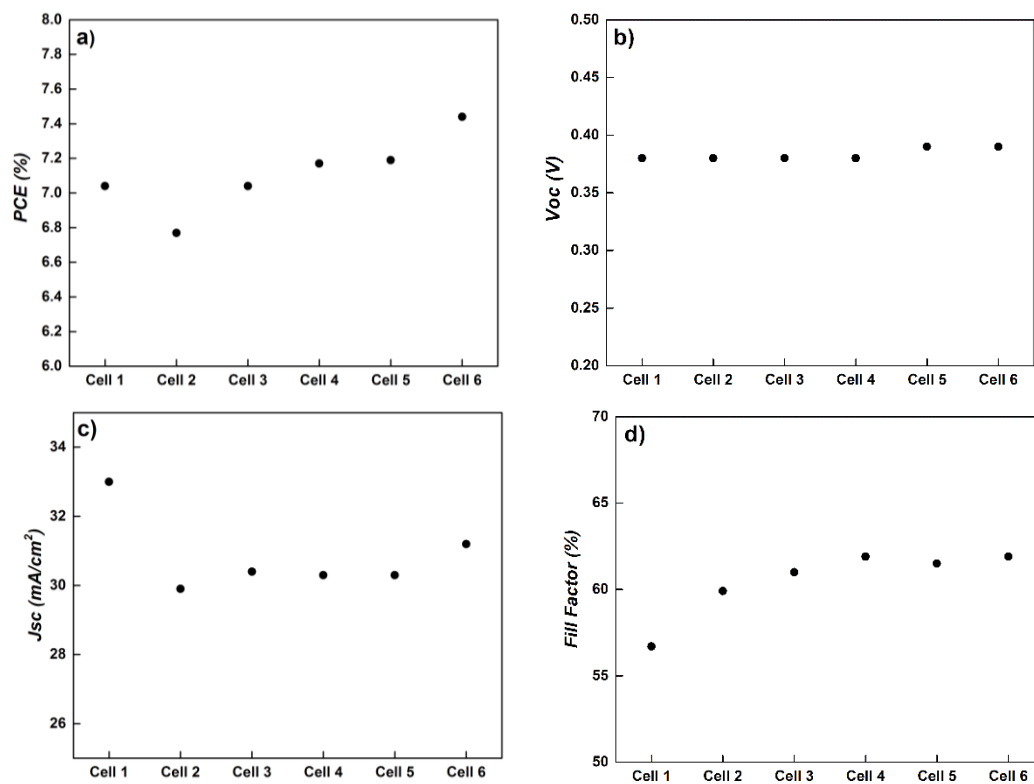 a)
PCE (%)
8.0
7.8
7.6
7.4
7.2
7.0
6.8
6.6
6.4
6.2
6.0
Cell 1 Cell 2 Cell 3 Cell 4 Cell 5 Cell 6
b)
Voc (V)
0.50
0.45
0.40
0.35
0.30
0.25
0.20
Cell 1 Cell 2 Cell 3 Cell 4 Cell 5 Cell 6
c)
Jsc (mA/cm²)
34
32
30
28
26
Cell 1 Cell 2 Cell 3 Cell 4 Cell 5 Cell 6
d)
Fill Factor (%)
70
65
60
55
50
Cell 1 Cell 2 Cell 3 Cell 4 Cell 5 Cell 6